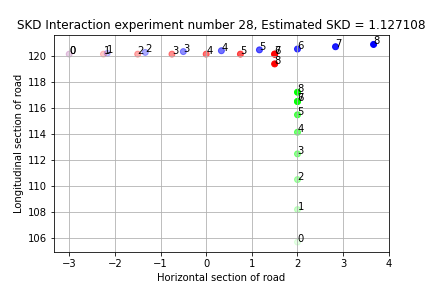 SKD Interaction experiment number 28, Estimated SKD = 1.127108
Longitudinal section of road
120
118
116
114
112
110
108
106
0 1 2 3 4 5 6 7 8
0 1 2 3 4 5 6 7 8
8
7
6
5
4
3
2
1
0
−3 −2 −1 0 1 2 3 4
Horizontal section of road